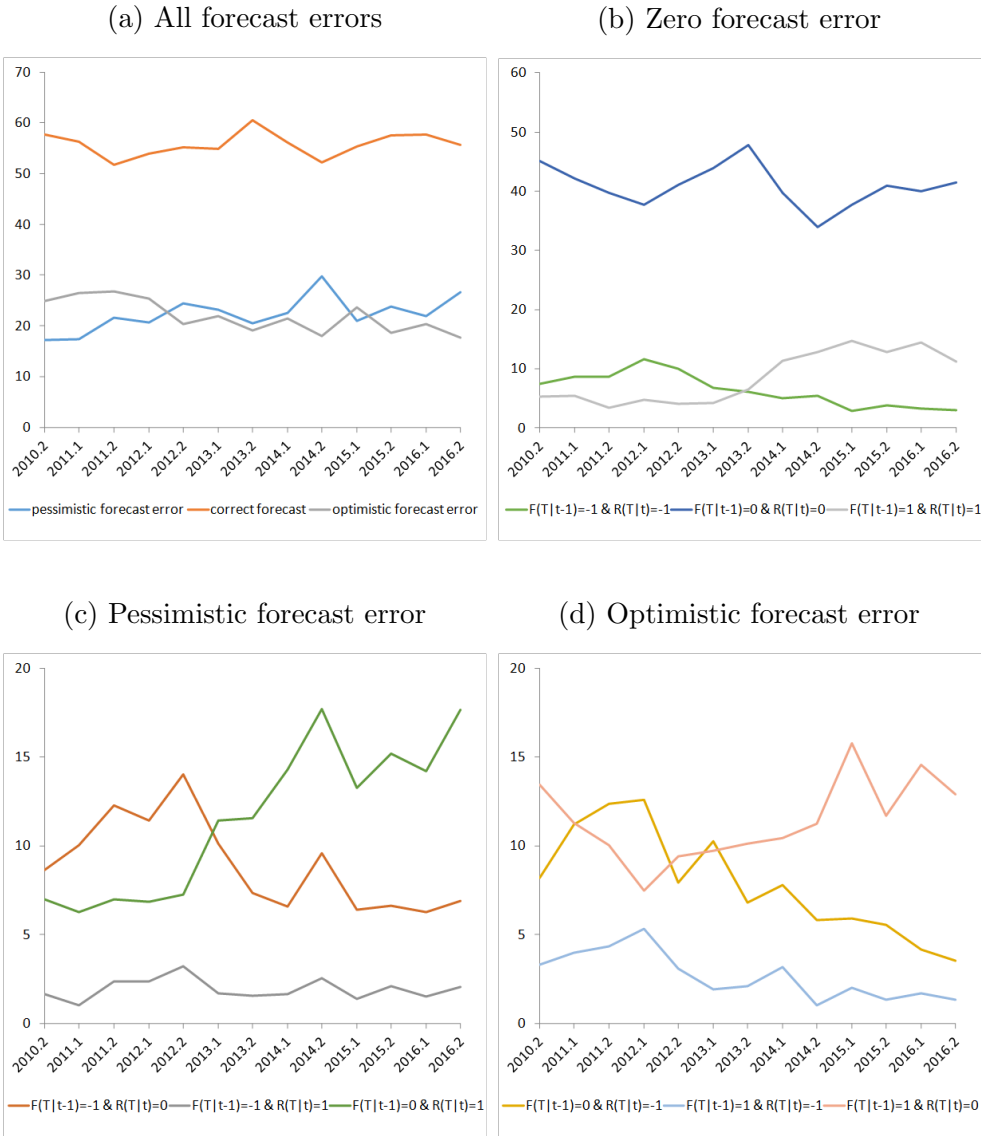 (a) All forecast errors
70
60
50
40
30
20
10
0
2010.2 2011.1 2011.2 2012.1 2012.2 2013.1 2013.2 2014.1 2014.2 2015.1 2015.2 2016.1 2016.2
pessimistic forecast error correct forecast optimistic forecast error
(b) Zero forecast error
60
50
40
30
20
10
0
2010.2 2011.1 2011.2 2012.1 2012.2 2013.1 2013.2 2014.1 2014.2 2015.1 2015.2 2016.1 2016.2
F(T|t-1)=-1 & R(T|t)=-1 F(T|t-1)=0 & R(T|t)=0 F(T|t-1)=1 & R(T|t)=1
(c) Pessimistic forecast error
20
15
10
5
0
2010.2 2011.1 2011.2 2012.1 2012.2 2013.1 2013.2 2014.1 2014.2 2015.1 2015.2 2016.1 2016.2
F(T|t-1)=-1 & R(T|t)=0 F(T|t-1)=-1 & R(T|t)=1 F(T|t-1)=0 & R(T|t)=1
(d) Optimistic forecast error
20
15
10
5
0
2010.2 2011.1 2011.2 2012.1 2012.2 2013.1 2013.2 2014.1 2014.2 2015.1 2015.2 2016.1 2016.2
F(T|t-1)=0 & R(T|t)=-1 F(T|t-1)=1 & R(T|t)=-1 F(T|t-1)=1 & R(T|t)=0